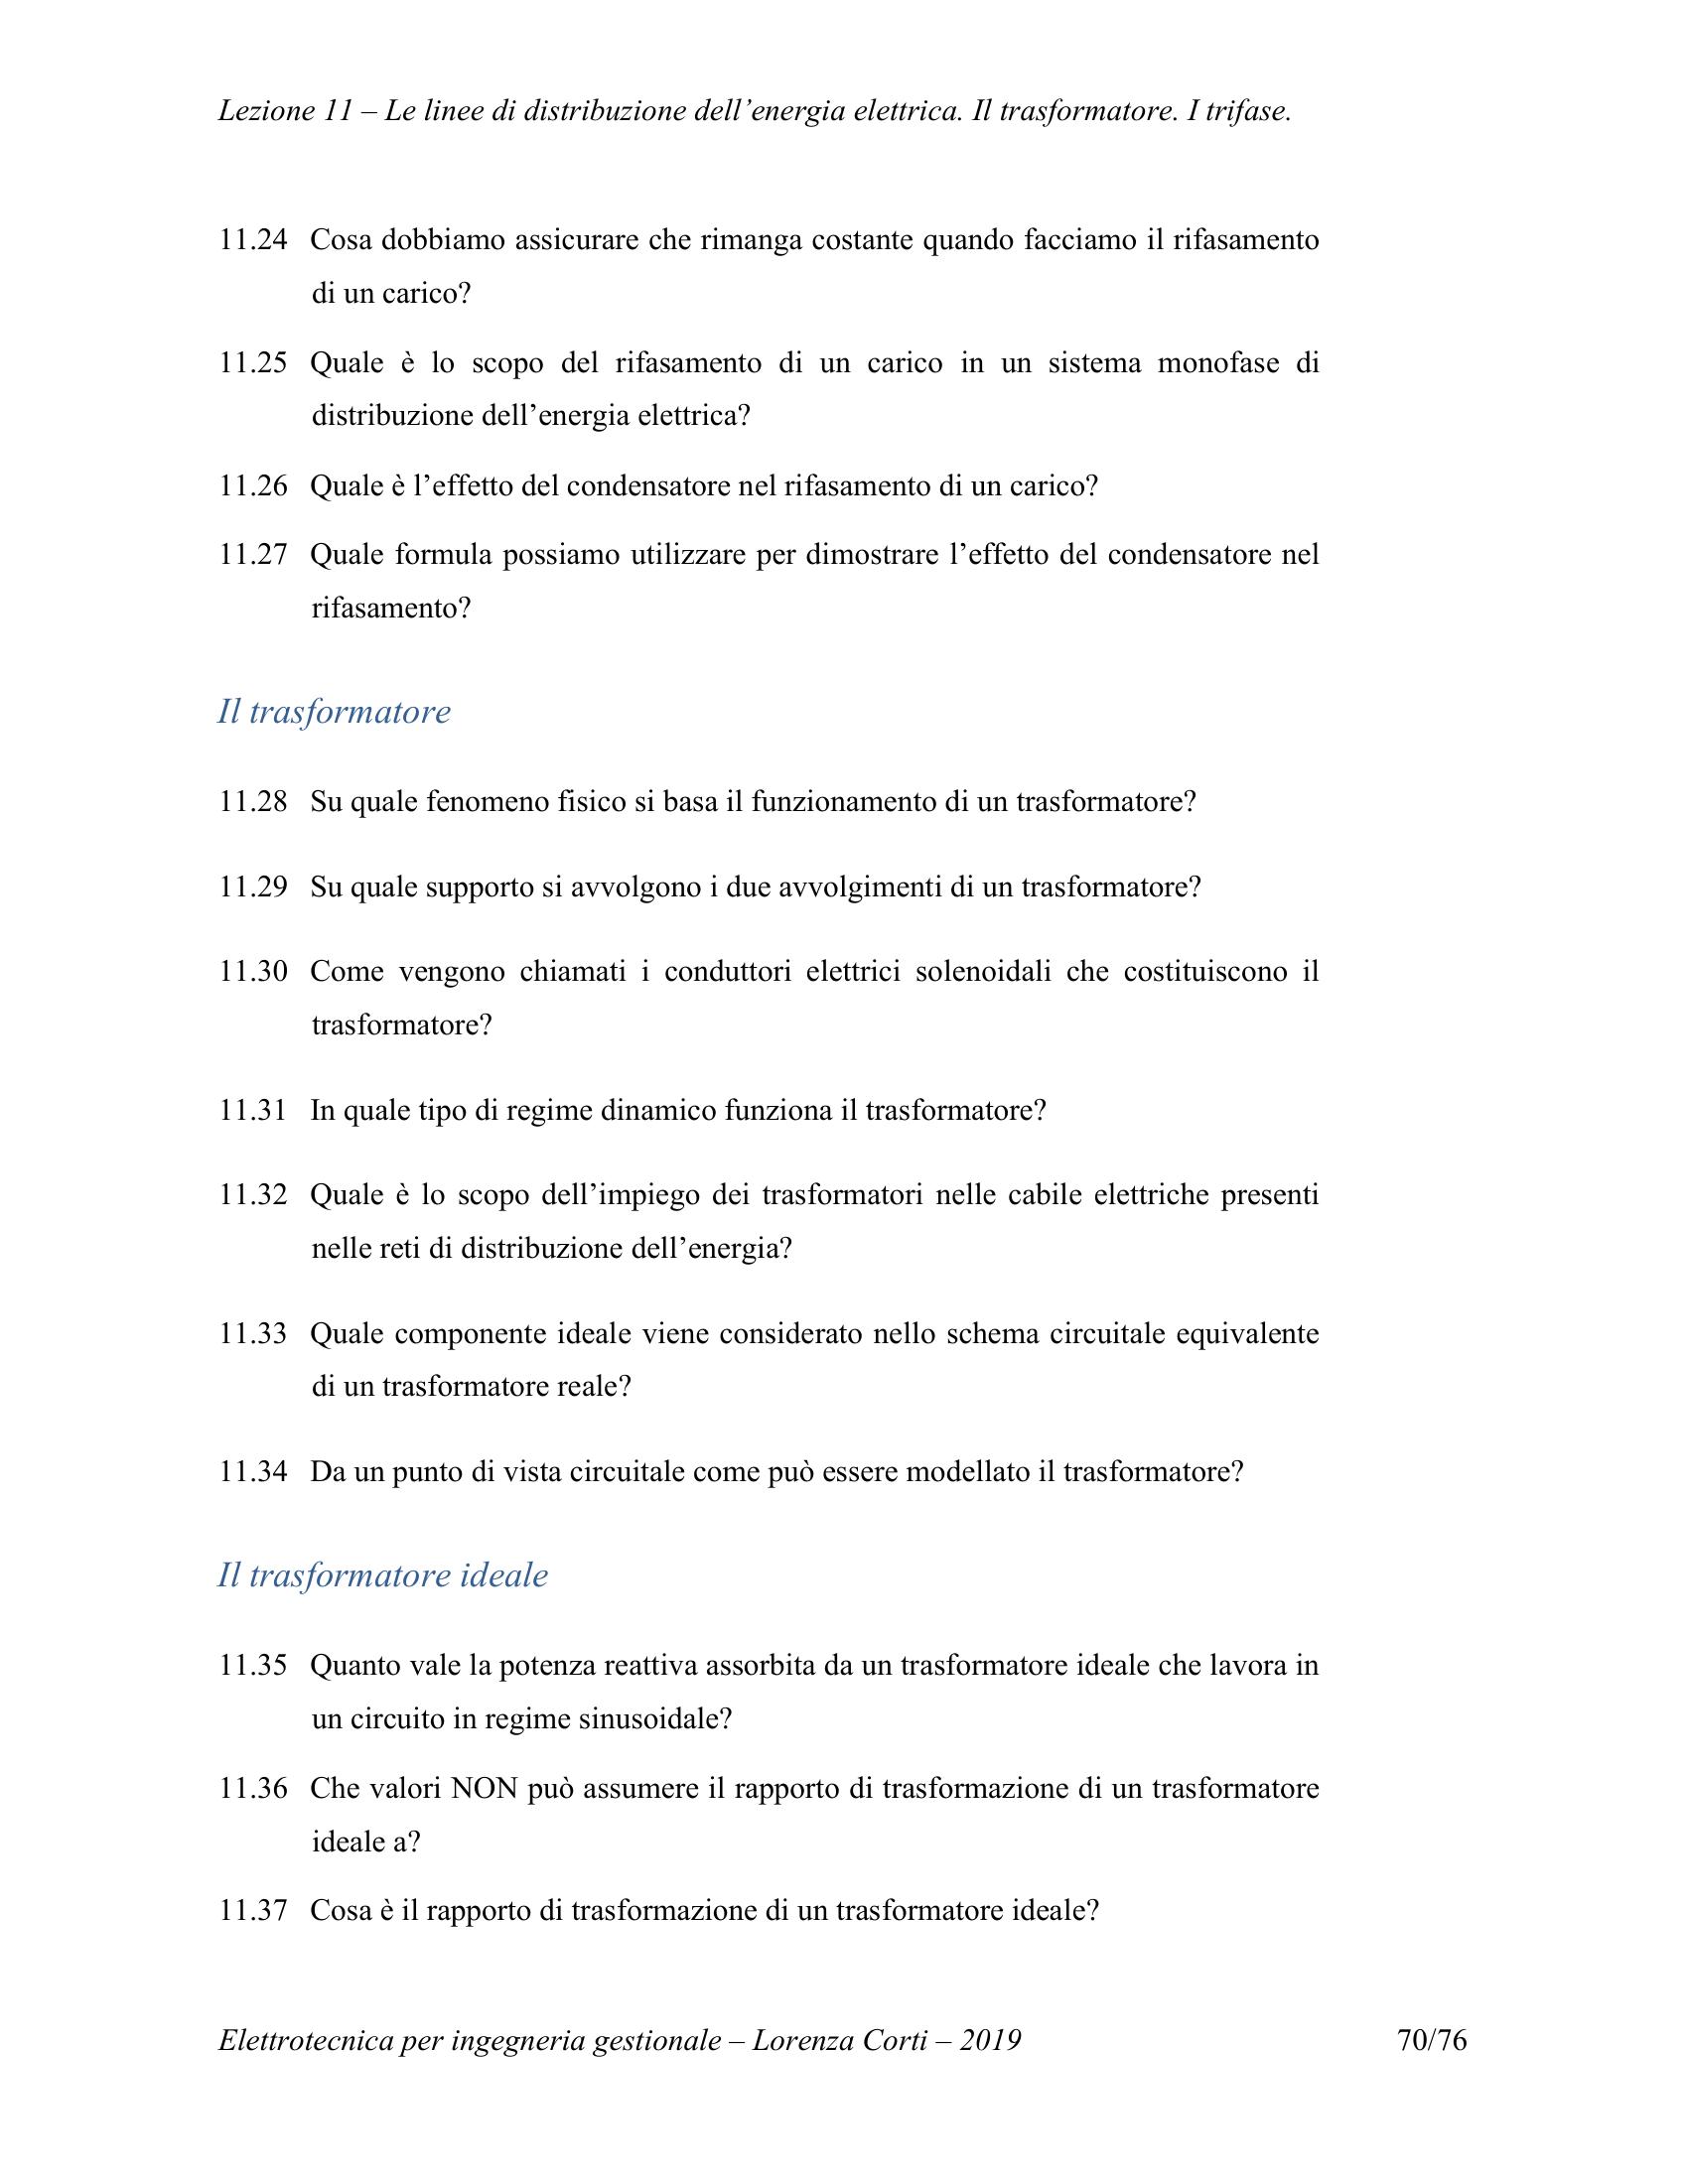 Lezione 11 – Le linee di distribuzione dell’energia elettrica. Il trasformatore. I trifase.
11.24 Cosa dobbiamo assicurare che rimanga costante quando facciamo il rifasamento
di un carico?
11.25 Quale è lo scopo del rifasamento di un carico in un sistema monofase di
distribuzione dell’energia elettrica?
11.26 Quale è l’effetto del condensatore nel rifasamento di un carico?
11.27 Quale formula possiamo utilizzare per dimostrare l’effetto del condensatore nel
rifasamento?
Il trasformatore
11.28 Su quale fenomeno fisico si basa il funzionamento di un trasformatore?
11.29 Su quale supporto si avvolgono i due avvolgimenti di un trasformatore?
11.30 Come vengono chiamati i conduttori elettrici solenoidali che costituiscono il
trasformatore?
11.31 In quale tipo di regime dinamico funziona il trasformatore?
11.32 Quale è lo scopo dell’impiego dei trasformatori nelle cabile elettriche presenti
nelle reti di distribuzione dell’energia?
11.33 Quale componente ideale viene considerato nello schema circuitale equivalente
di un trasformatore reale?
11.34 Da un punto di vista circuitale come può essere modellato il trasformatore?
Il trasformatore ideale
11.35 Quanto vale la potenza reattiva assorbita da un trasformatore ideale che lavora in
un circuito in regime sinusoidale?
11.36 Che valori NON può assumere il rapporto di trasformazione di un trasformatore
ideale a?
11.37 Cosa è il rapporto di trasformazione di un trasformatore ideale?
Elettrotecnica per ingegneria gestionale – Lorenza Corti – 2019 70/76